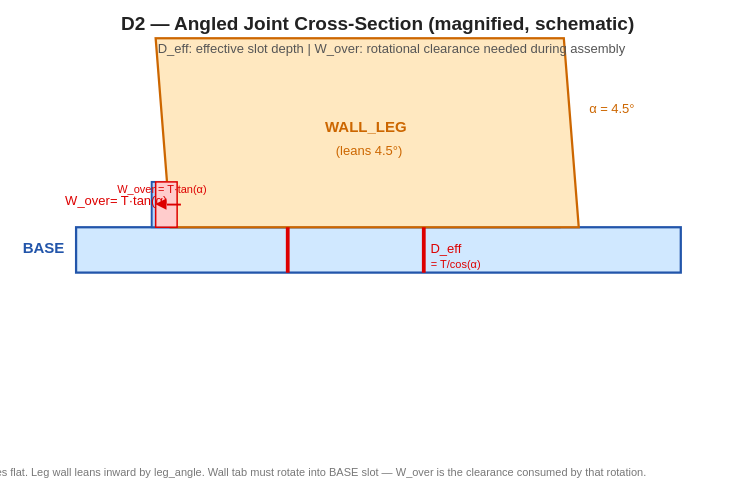 D2 — Angled Joint Cross-Section (magnified, schematic)
D_eff: effective slot depth | W_over: rotational clearance needed during assembly
α = 4.5°
WALL_LEG
(leans 4.5°)
W_over = T·tan(α)
W_over= T·tan(α)
BASE
D_eff
= T/cos(α)
es flat. Leg wall leans inward by leg_angle. Wall tab must rotate into BASE slot — W_over is the clearance consumed by that rotation.